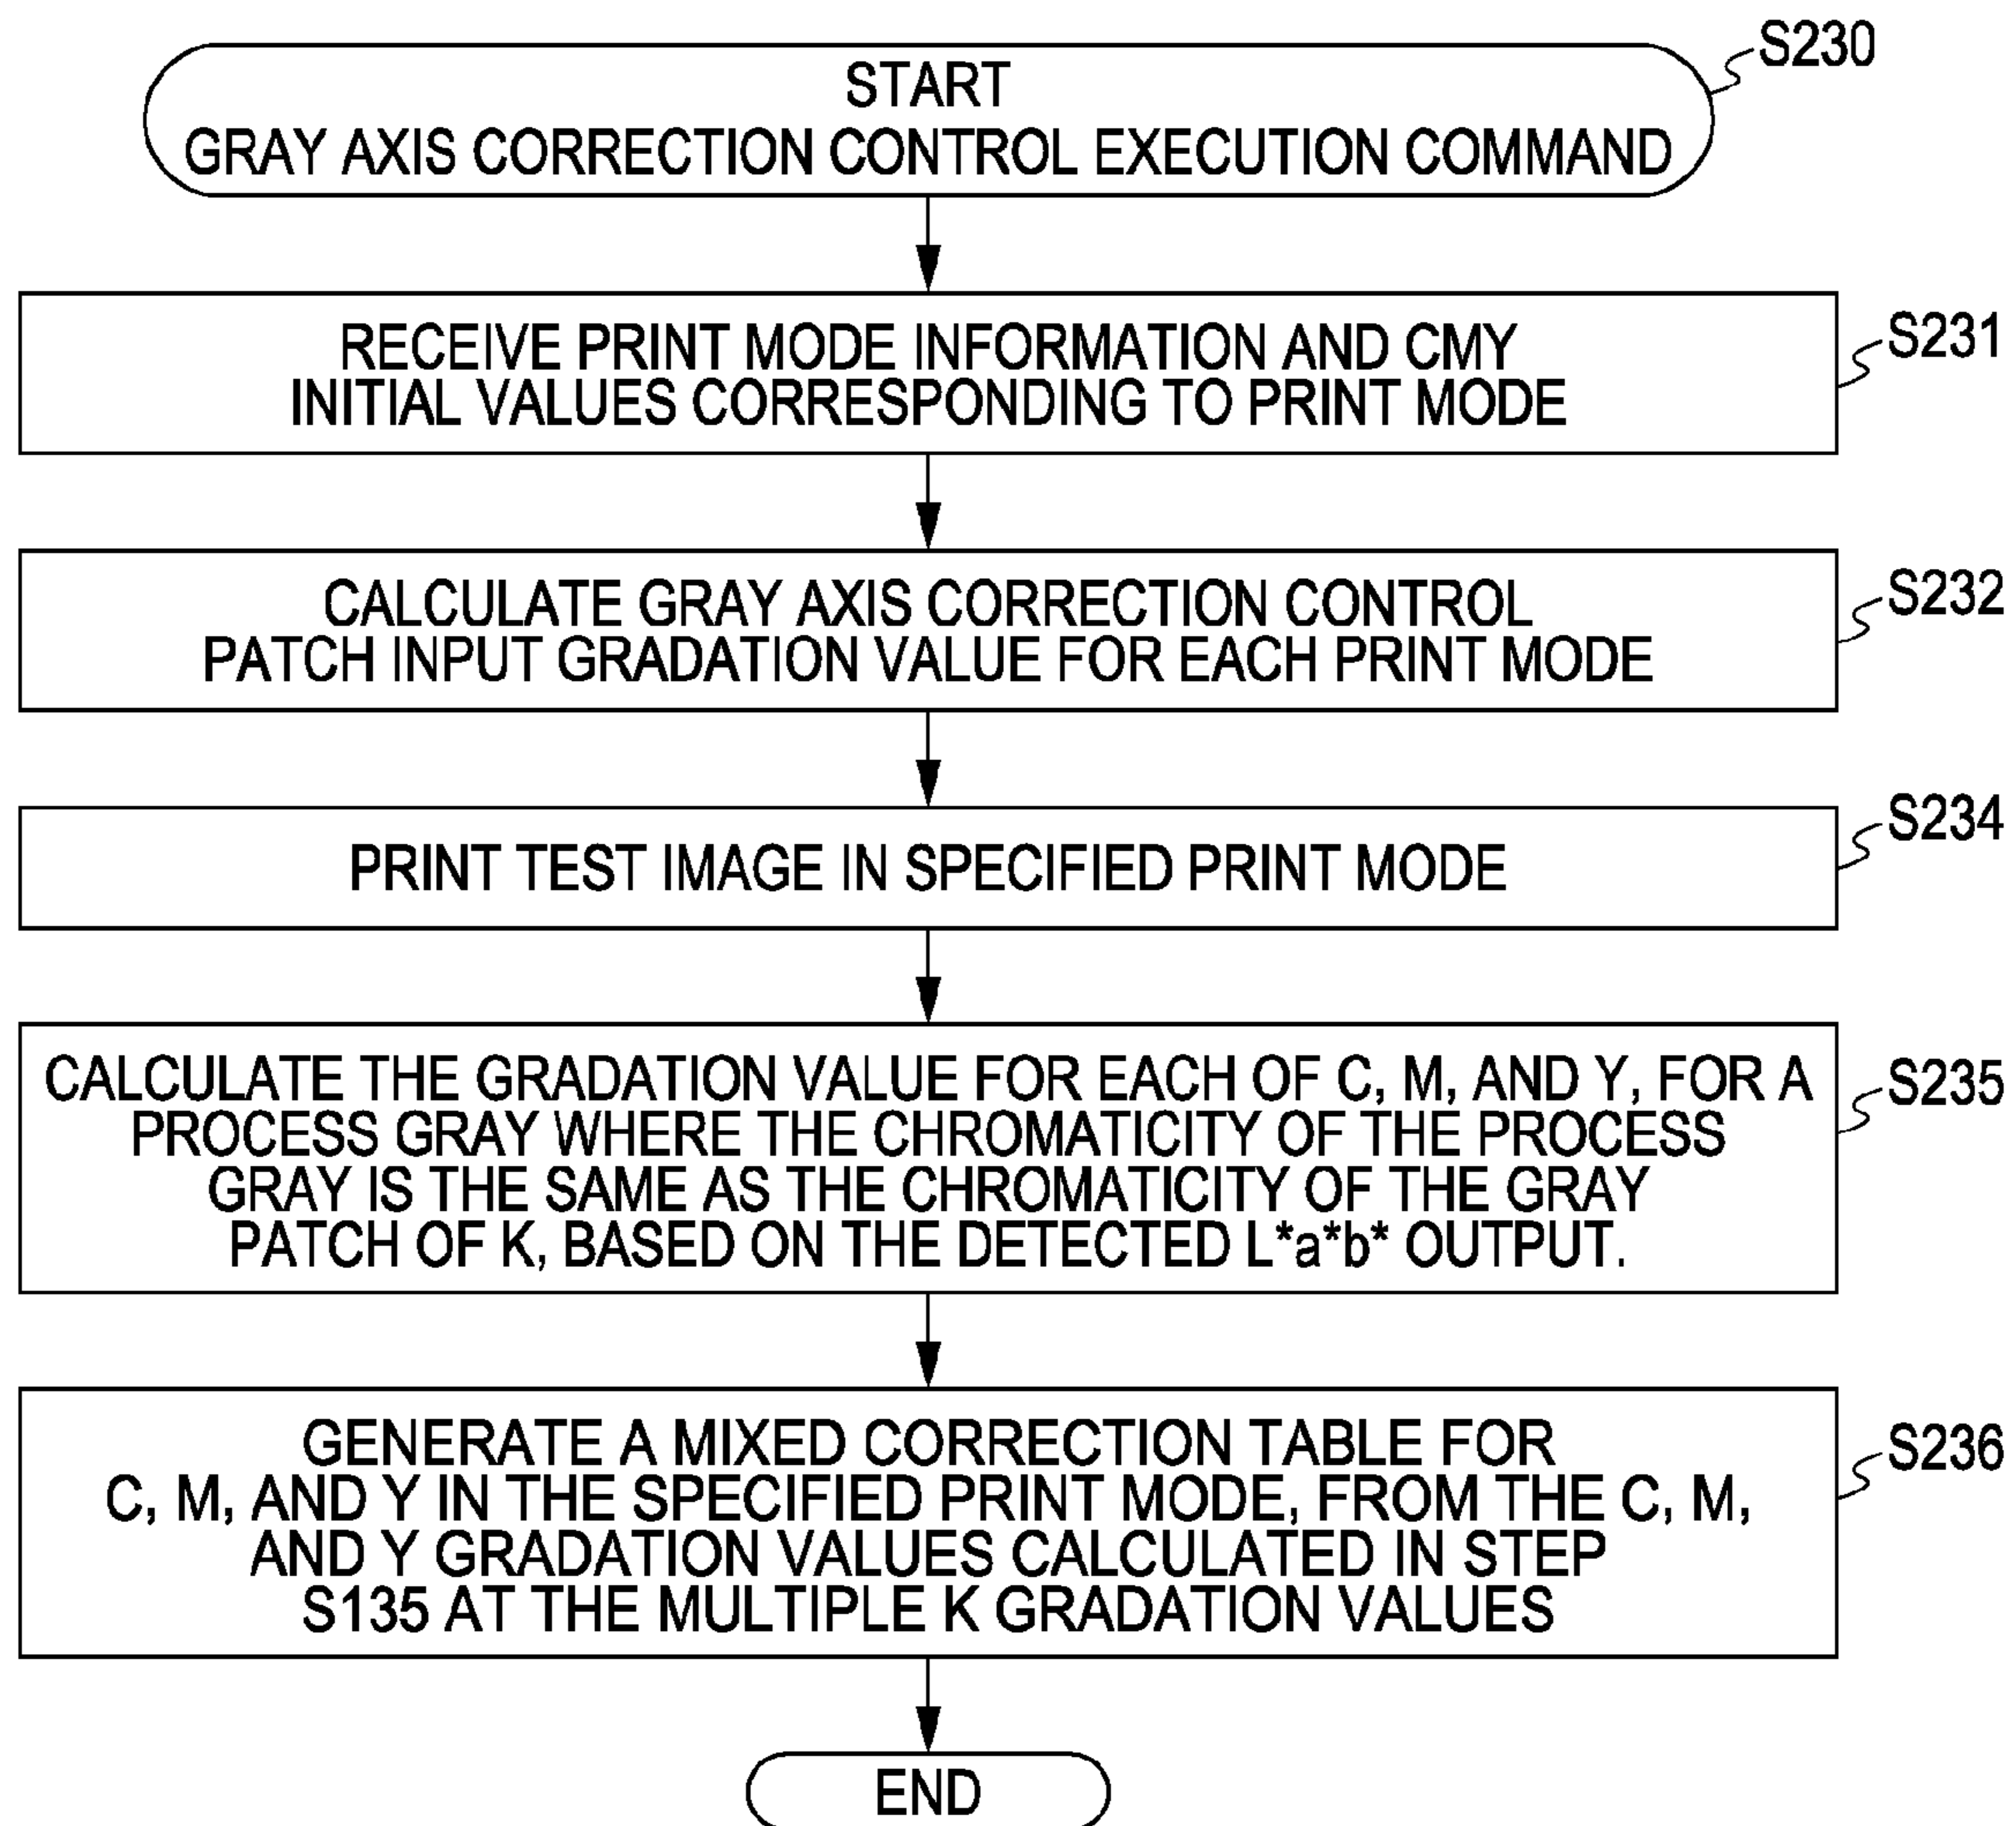 S230
START
GRAY AXIS CORRECTION CONTROL EXECUTION COMMAND
S231
RECEIVE PRINT MODE INFORMATION AND CMY
INITIAL VALUES CORRESPONDING TO PRINT MODE
S232
CALCULATE GRAY AXIS CORRECTION CONTROL
PATCH INPUT GRADATION VALUE FOR EACH PRINT MODE
S234
PRINT TEST IMAGE IN SPECIFIED PRINT MODE
S235
CALCULATE THE GRADATION VALUE FOR EACH OF C, M, AND Y, FOR A
PROCESS GRAY WHERE THE CHROMATICITY OF THE PROCESS
GRAY IS THE SAME AS THE CHROMATICITY OF THE GRAY
PATCH OF K, BASED ON THE DETECTED L*a*b* OUTPUT.
S236
GENERATE A MIXED CORRECTION TABLE FOR
C, M, AND Y IN THE SPECIFIED PRINT MODE, FROM THE C, M,
AND Y GRADATION VALUES CALCULATED IN STEP
S135 AT THE MULTIPLE K GRADATION VALUES
END